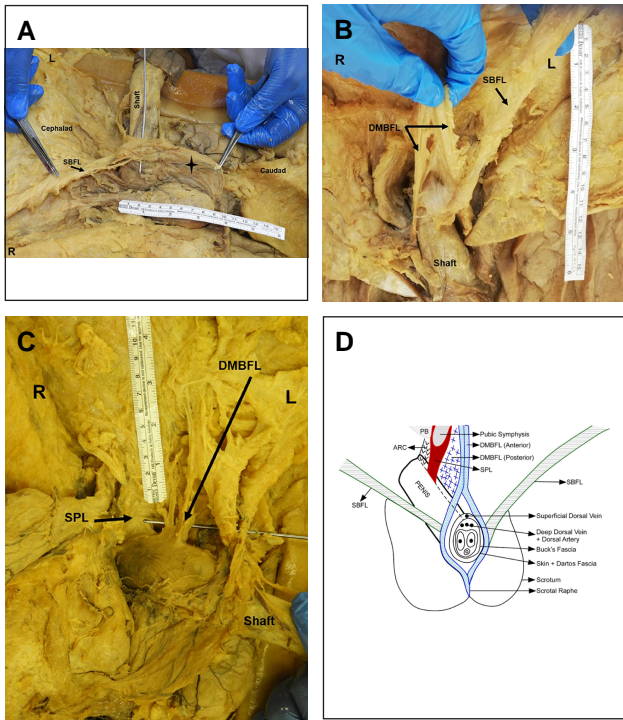 A
L
Shaft
Cephalad
SBFL
Caudad
R
B
R
L
SBFL
DMBFL
Shaft
C
DMBFL
R
L
SPL
Shaft
D
PB
Pubic Symphysis
DMBFL (Anterior)
ARC
DMBFL (Posterior)
SPL
PENIS
SBFL
SBFL
Superficial Dorsal Vein
Deep Dorsal Vein
+ Dorsal Artery
Buck's Fascia
Skin + Dartos Fascia
Scrotum
Scrotal Raphe